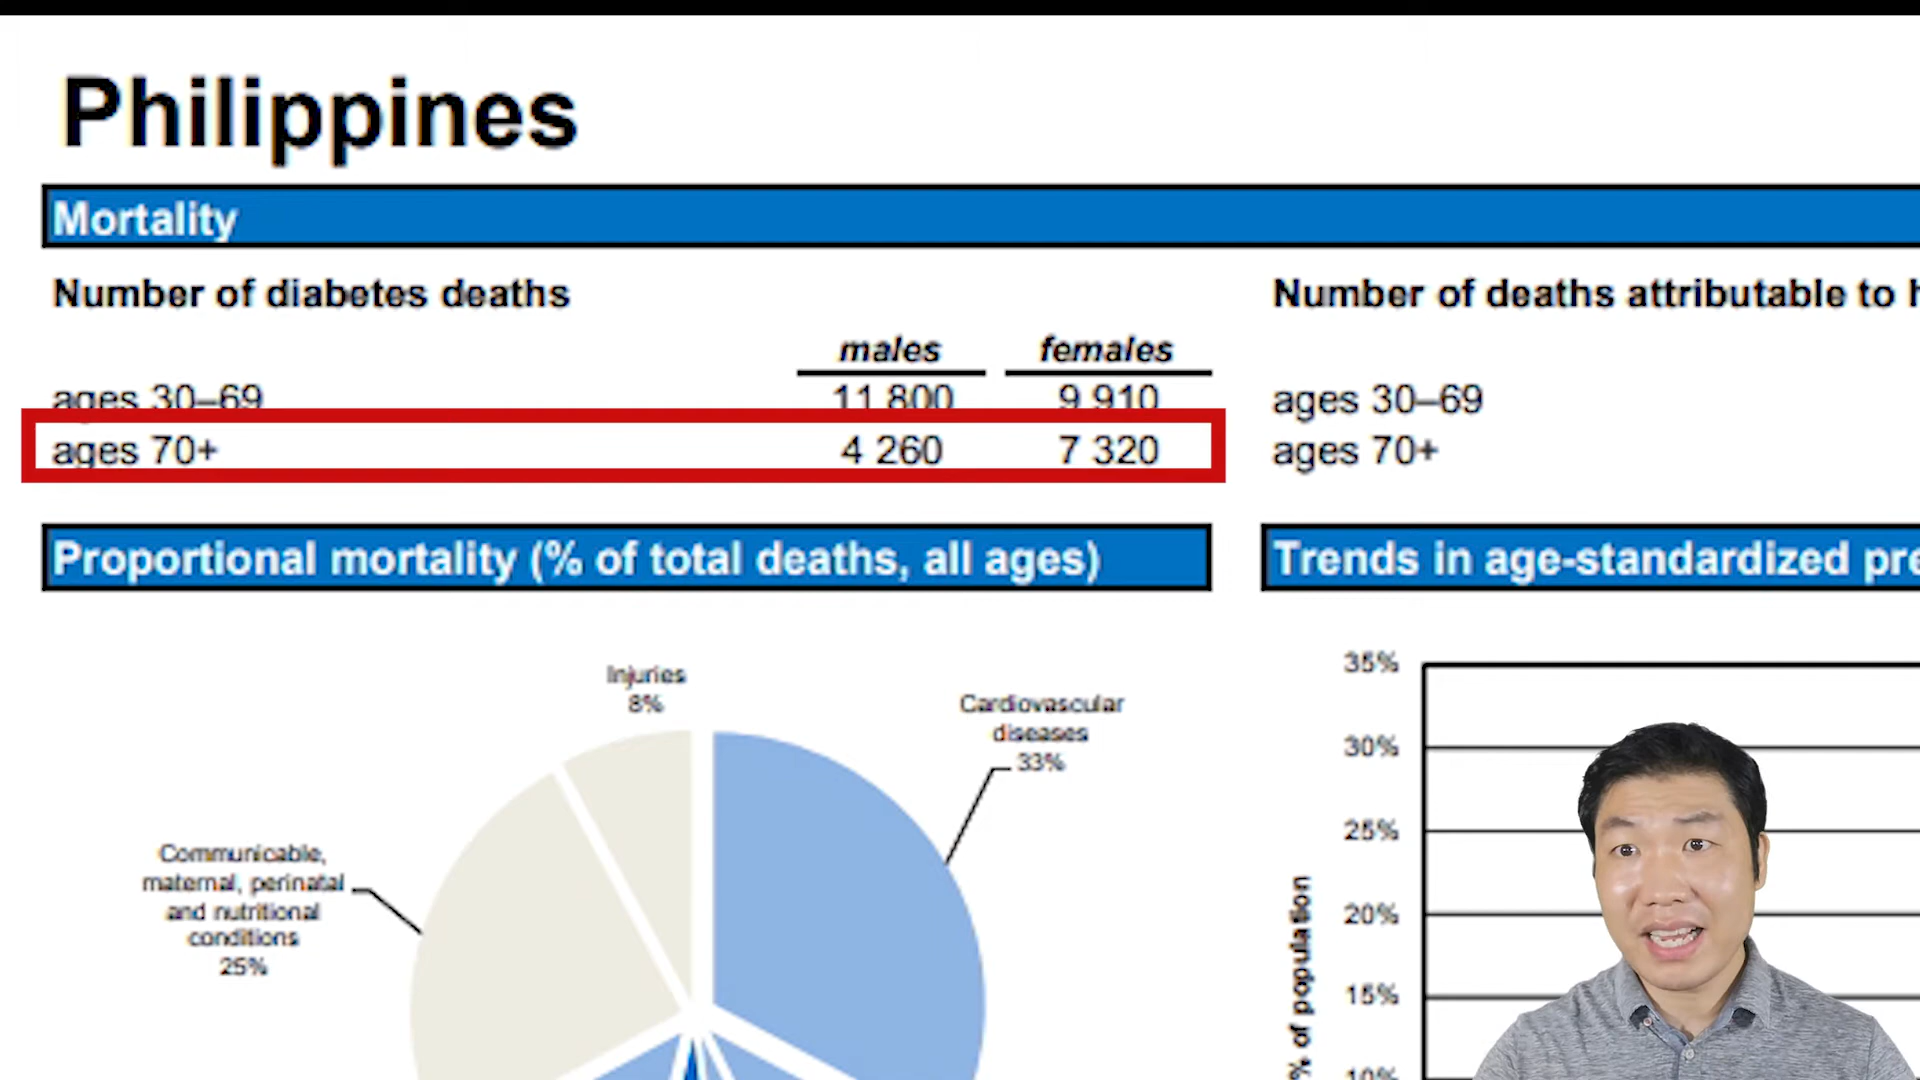 Philippines
Mortality
Number of diabetes deaths
males females
ages 30–69 11 800 9 910
ages 70+ 4 260 7 320
Number of deaths attributable to
ages 30–69
ages 70+
Proportional mortality (% of total deaths, all ages)
Injuries
8%
Cardiovascular
diseases
33%
Communicable,
maternal, perinatal
and nutritional
conditions
25%
Trends in age-standardized
35%
30%
25%
20%
15%
10%
% of population